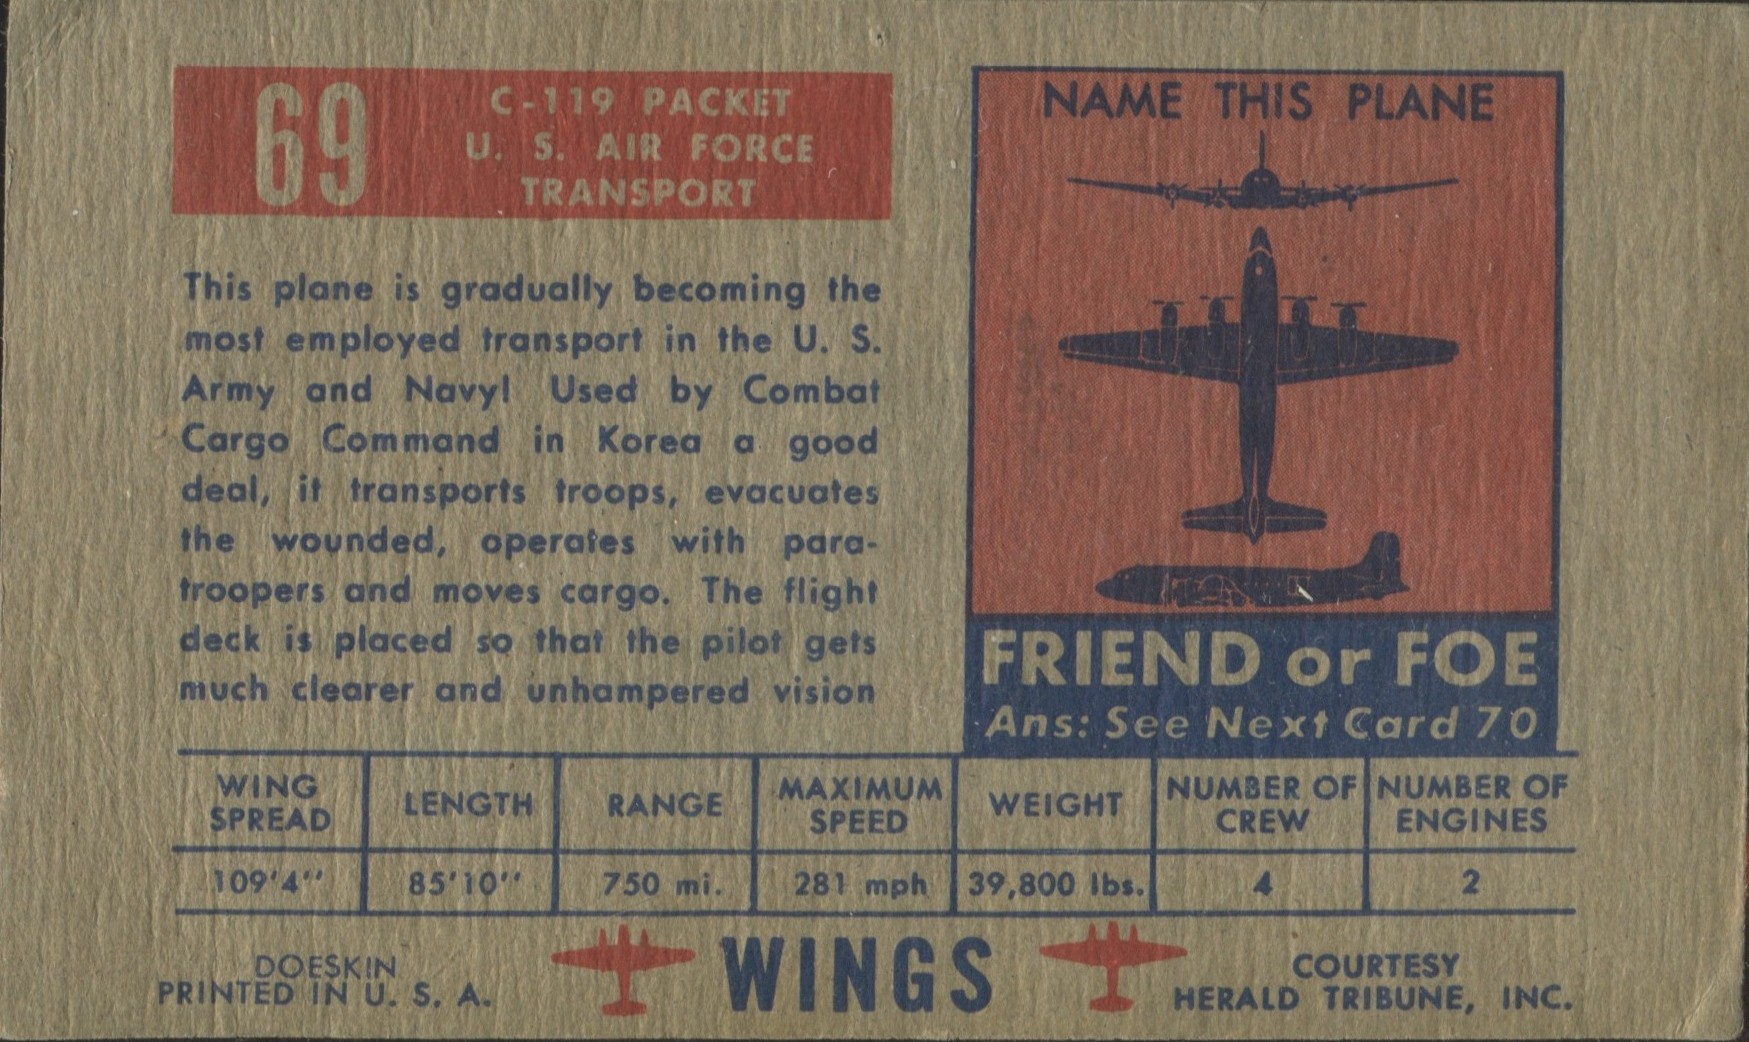 69
C-119 PACKET
U. S. AIR FORCE
TRANSPORT
This plane is gradually becoming the
most employed transport in the U. S.
Army and Navy! Used by Combat
Cargo Command in Korea a good
deal, it transports troops, evacuates
the wounded, operates with para-
troopers and moves cargo. The flight
deck is placed so that the pilot gets
much clearer and unhampered vision
NAME THIS PLANE
FRIEND or FOE
Ans: See Next Card 70
WING SPREAD LENGTH RANGE MAXIMUM SPEED WEIGHT NUMBER OF CREW NUMBER OF ENGINES
109'4'' 85'10'' 750 mi. 281 mph 39,800 lbs. 4 2
DOESKIN
PRINTED IN U. S. A.
WINGS
COURTESY
HERALD TRIBUNE, INC.